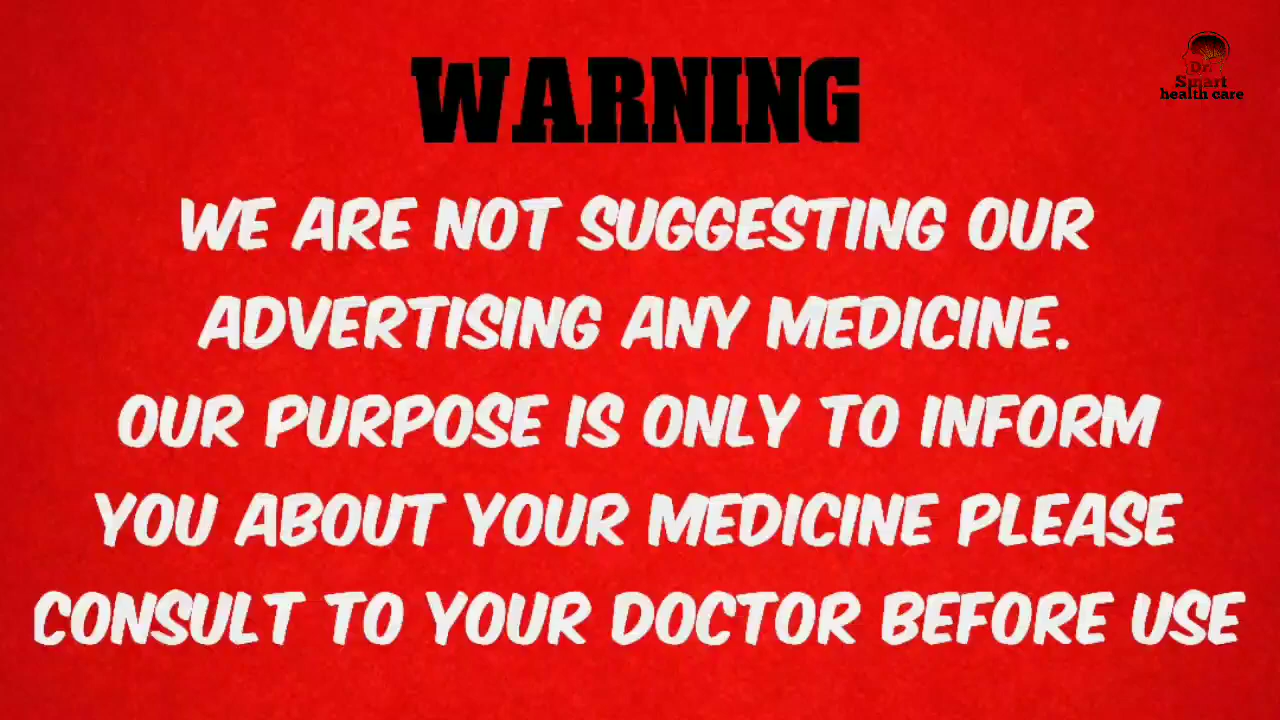 WARNING
Dr.
Smart
health care
WE ARE NOT SUGGESTING OUR
ADVERTISING ANY MEDICINE.
OUR PURPOSE IS ONLY TO INFORM
YOU ABOUT YOUR MEDICINE PLEASE
CONSULT TO YOUR DOCTOR BEFORE USE